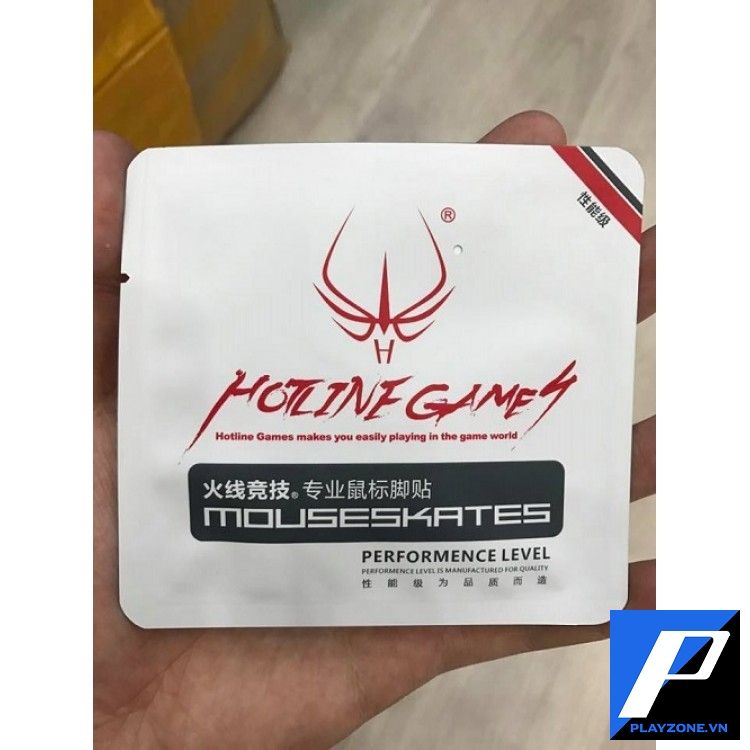 性能级
®
H
HOTLINE GAMES
Hotline Games makes you easily playing in the game world
火线竞技® 专业鼠标脚贴
MOUSESKATES
PERFORMENCE LEVEL
PERFORMENCE LEVEL IS MANUFACTURED FOR QUALITY
性能级为品质而造
P
PLAYZONE.VN